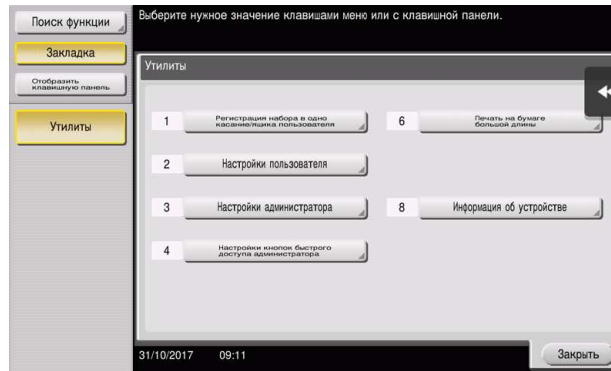 Поиск функции
Выберите нужное значение клавишами меню или с клавишной панели.
Закладка
Отобразить
клавишную панель
Утилиты
Утилиты
1
Регистрация набора в одно
касание/ящика пользователя
6
Печать на бумаге
большой длины
2
Настройки пользователя
3
Настройки администратора
8
Информация об устройстве
4
Настройки кнопок быстрого
доступа администратора
31/10/2017 09:11
Закрыть